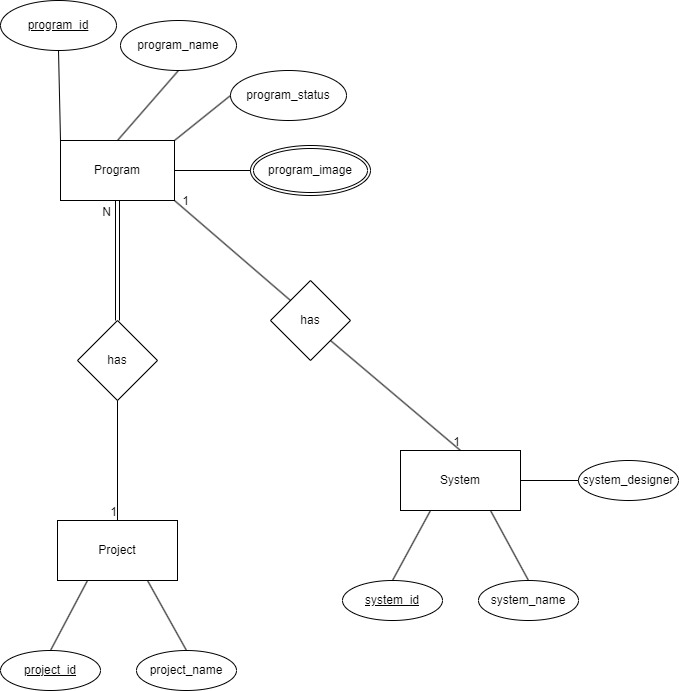 program_id
program_name
program_status
Program
program_image
N
1
has
has
1
System
system_designer
1
Project
system_id
system_name
project_id
project_name